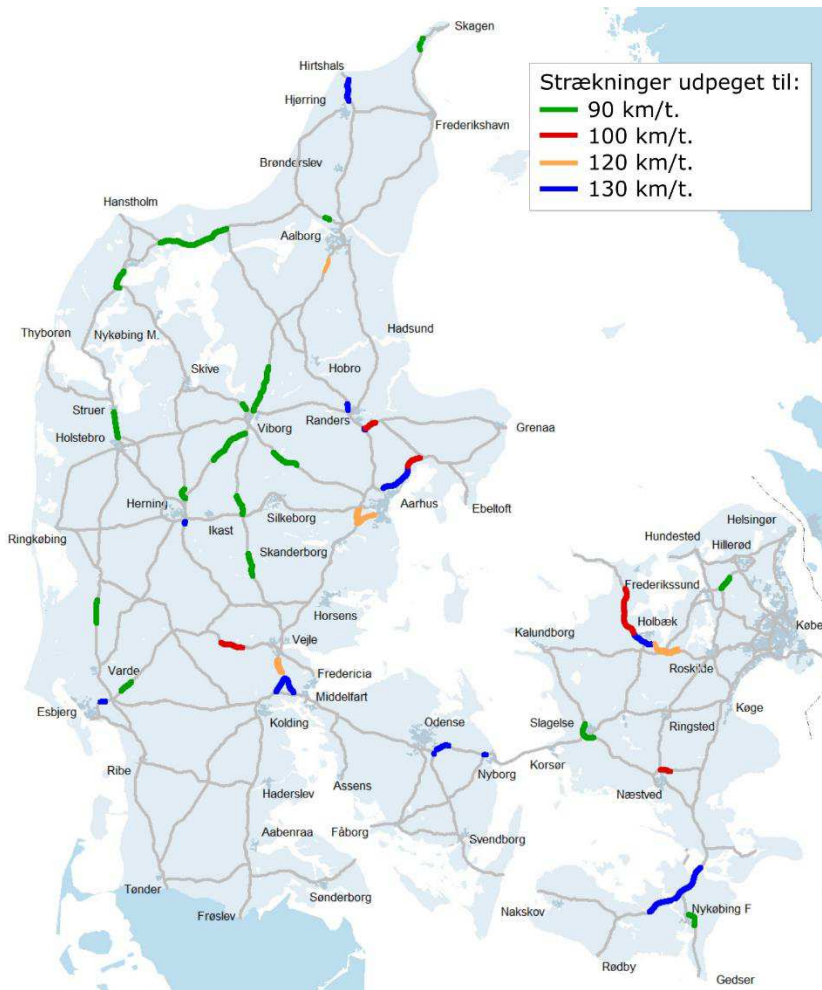 Skagen
Hirtshals
Hjørring
Frederikshavn
Brønderslev
Hanstholm
Aalborg
Strækninger udpeget til:
90 km/t.
100 km/t.
120 km/t.
130 km/t.
Thyborøn
Nykøbing M.
Hadsund
Skive
Hobro
Struer
Randers
Grenaa
Holstebro
Viborg
Herning
Aarhus
Ebeltoft
Silkeborg
Ikast
Ringkøbing
Skanderborg
Helsingør
Hundested
Hillerød
Frederikssund
Horsens
Holbæk
Købe
Kalundborg
Vejle
Roskilde
Varde
Fredericia
Middelfart
Esbjerg
Kolding
Odense
Slagelse
Køge
Ringsted
Korsør
Nyborg
Ribe
Assens
Næstved
Haderslev
Fåborg
Aabenraa
Svendborg
Tønder
Sønderborg
Nakskov
Nykøbing F
Frøslev
Rødby
Gedser